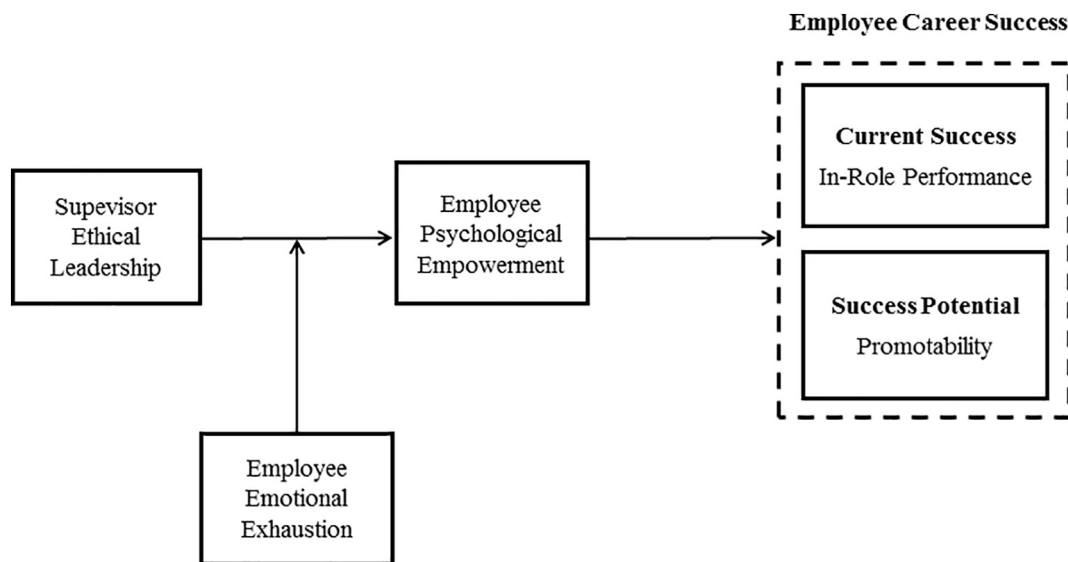 Employee Career Success
Current Success
In-Role Performance
Supevisor
Ethical
Leadership
Employee
Psychological
Empowerment
Success Potential
Promotability
Employee
Emotional
Exhaustion